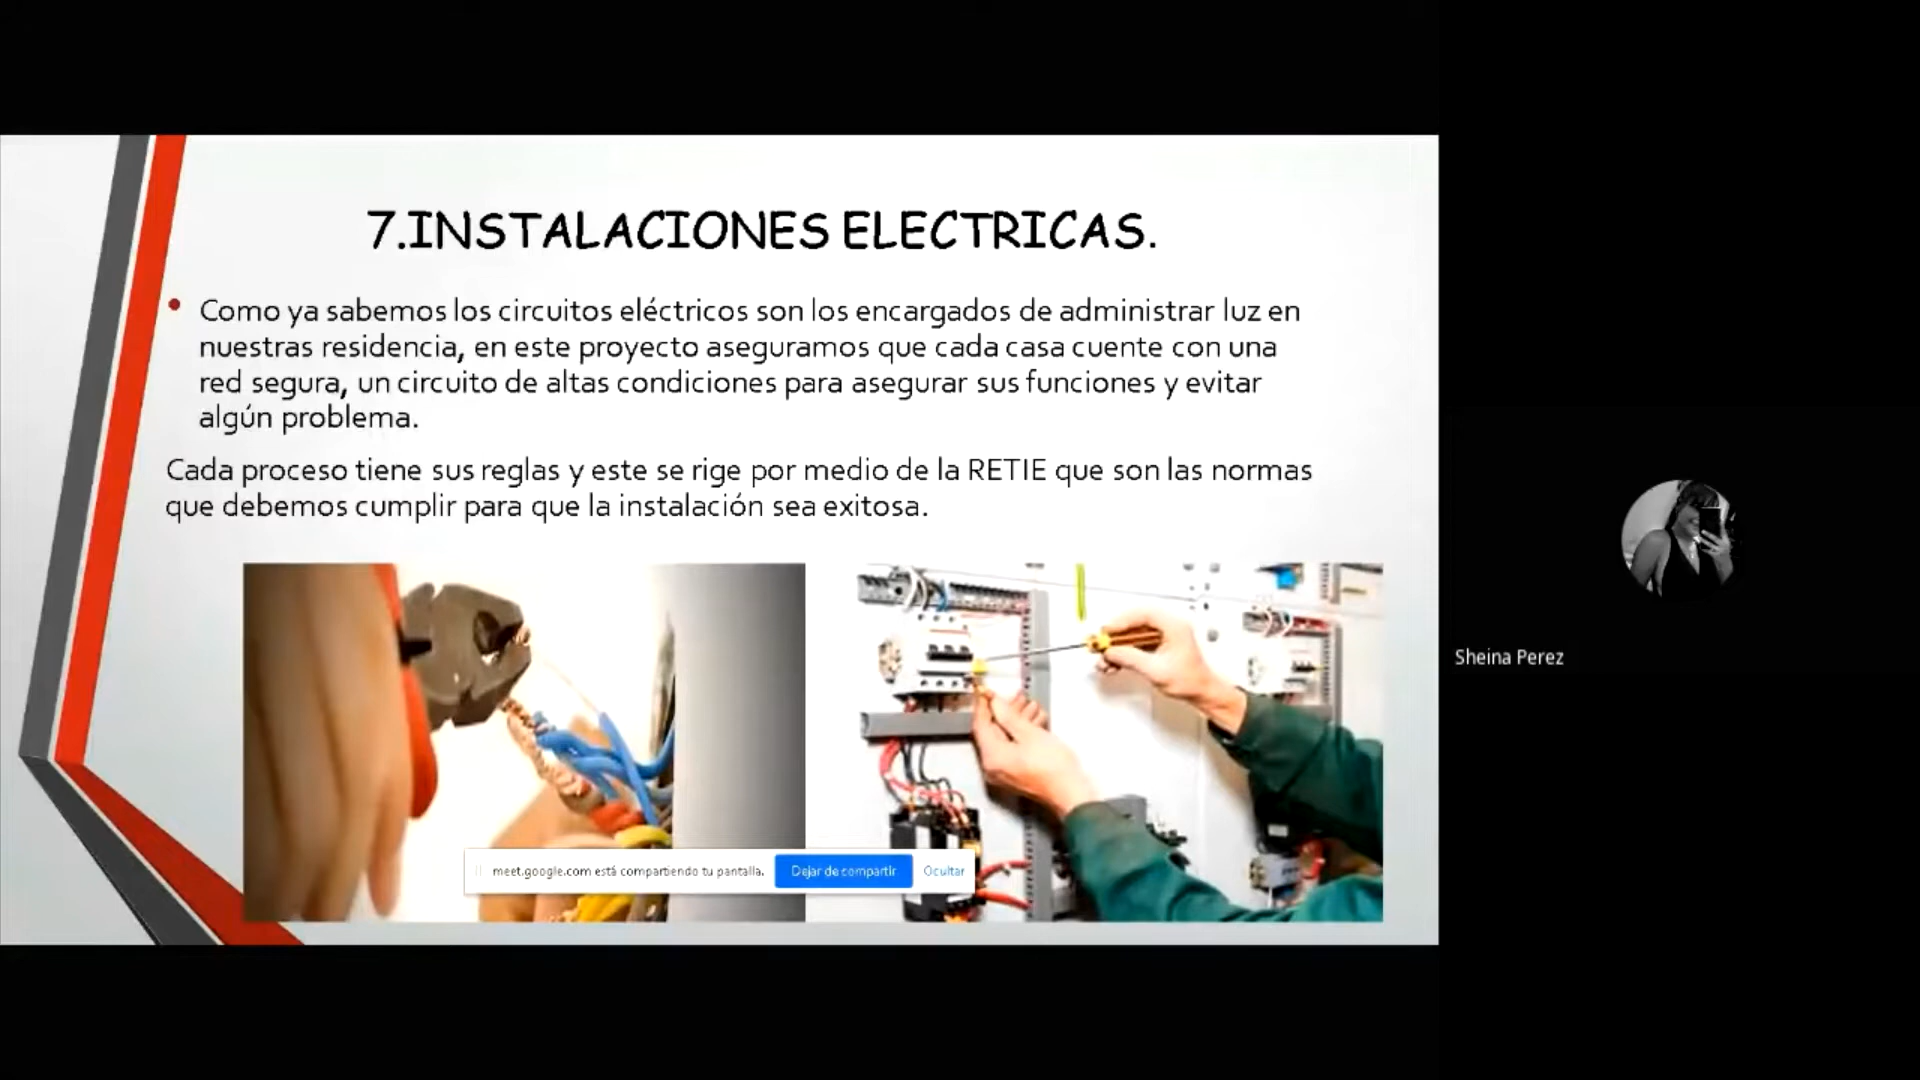 7.INSTALACIONES ELECTRICAS.
• Como ya sabemos los circuitos eléctricos son los encargados de administrar luz en
nuestras residencia, en este proyecto aseguramos que cada casa cuente con una
red segura, un circuito de altas condiciones para asegurar sus funciones y evitar
algún problema.
Cada proceso tiene sus reglas y este se rige por medio de la RETIE que son las normas
que debemos cumplir para que la instalación sea exitosa.
meet.google.com está compartiendo tu pantalla. Dejar de compartir Ocultar
Sheina Perez